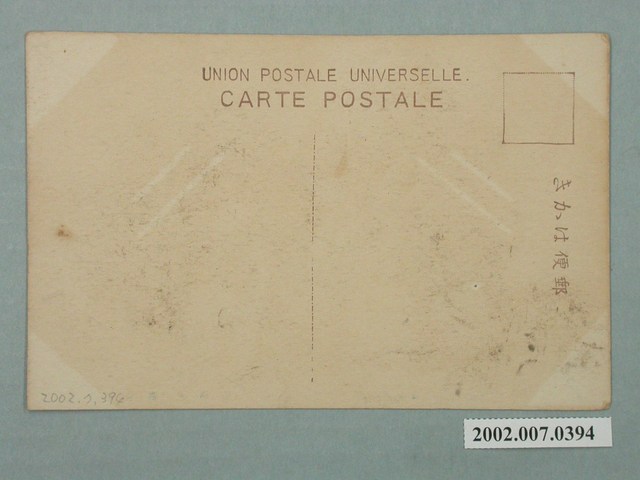 UNION POSTALE UNIVERSELLE.
CARTE POSTALE
郵便はかき
2002.007.0394